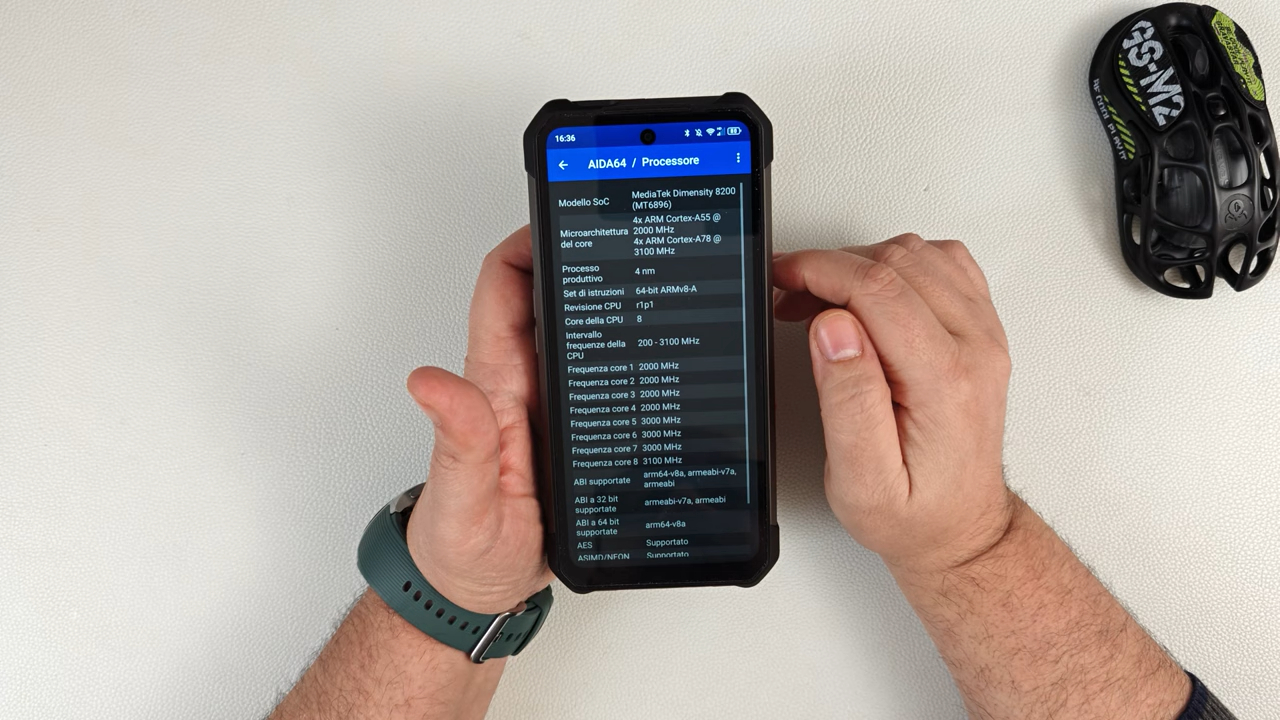 16:36
AIDA64 / Processore
Modello SoC
MediaTek Dimensity 8200
(MT6896)
Microarchitettura
del core
4x ARM Cortex-A55 @
2000 MHz
4x ARM Cortex-A78 @
3100 MHz
Processo
produttivo
4 nm
Set di istruzioni 64-bit ARMv8-A
Revisione CPU r1p1
Core della CPU 8
Intervallo
frequenze della
CPU
200 - 3100 MHz
Frequenza core 1 2000 MHz
Frequenza core 2 2000 MHz
Frequenza core 3 2000 MHz
Frequenza core 4 2000 MHz
Frequenza core 5 3000 MHz
Frequenza core 6 3000 MHz
Frequenza core 7 3000 MHz
Frequenza core 8 3100 MHz
ABI supportate
arm64-v8a, armeabi-v7a,
armeabi
ABI a 32 bit
supportate
armeabi-v7a, armeabi
ABI a 64 bit
supportate
arm64-v8a
AES Supportato
ASIMD/NEON Supportato
GS-M2